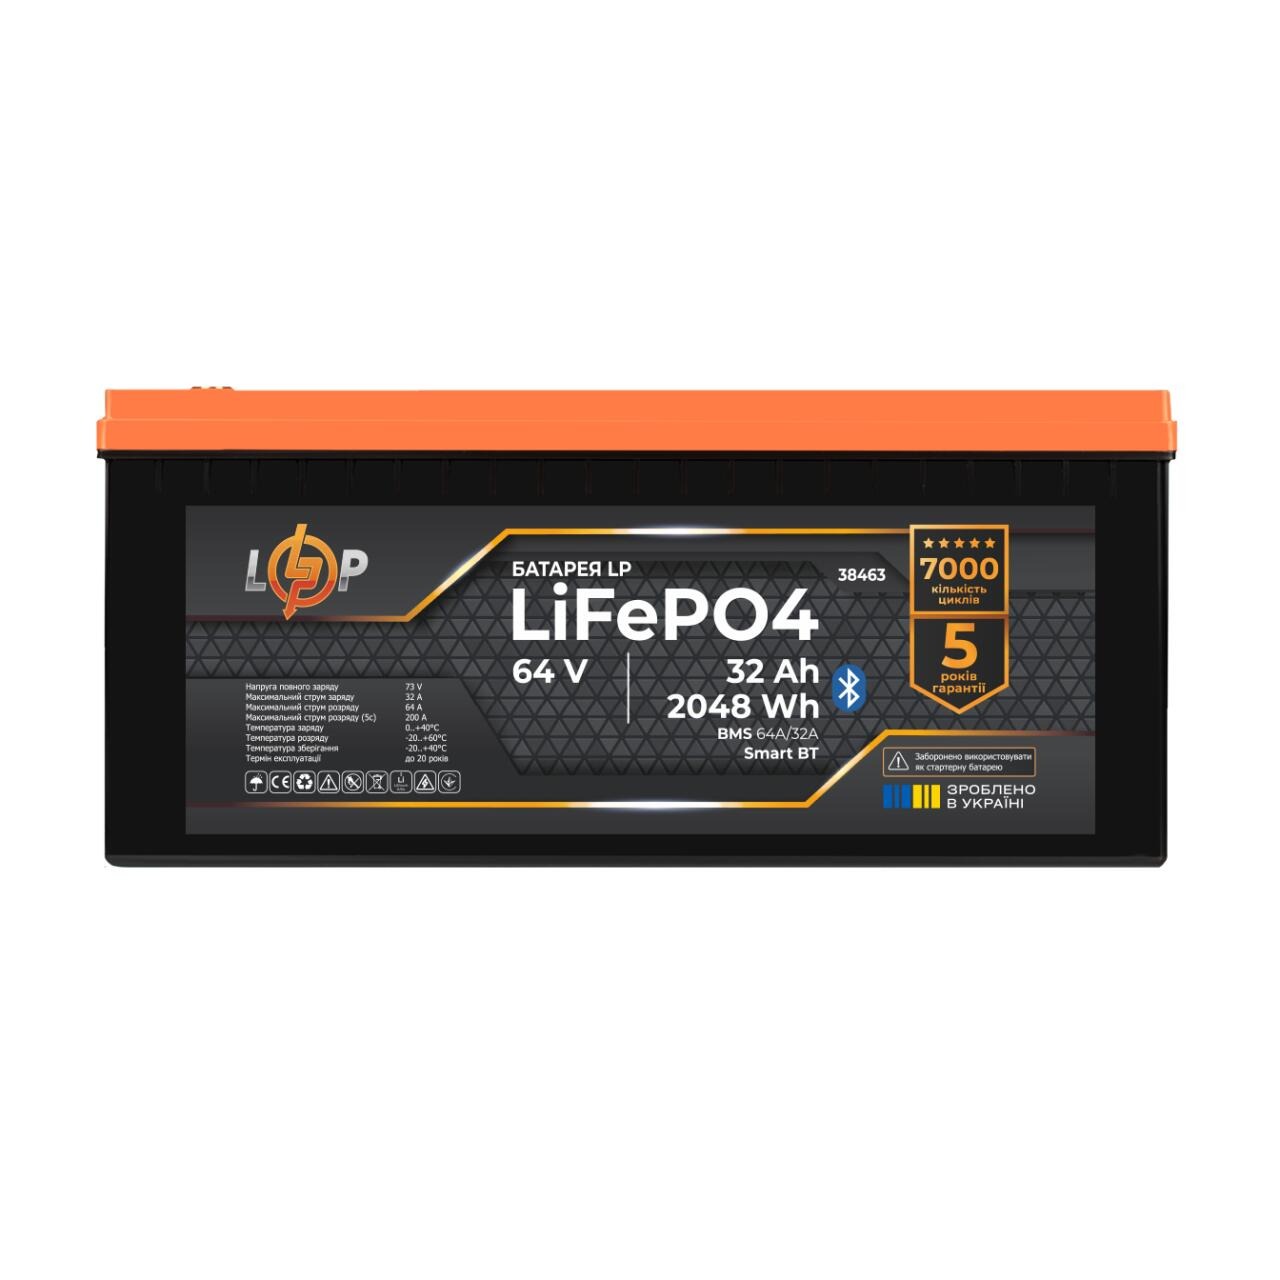 LP
БАТАРЕЯ LP
38463
LiFePO4
64 V
32 Ah
2048 Wh
BMS 64A/32A
Smart BT
7000
кількість
циклів
5
років
гарантії
Напруга повного заряду 73 V
Максимальний струм заряду 32 A
Максимальний струм розряду 64 A
Максимальний струм розряду (5с) 200 A
Температура заряду 0..+40°C
Температура розряду -20..+60°C
Температура зберігання -20..+40°C
Термін експлуатації до 20 років
CE
Заборонено використовувати
як стартерну батарею
ЗРОБЛЕНО
В УКРАЇНІ